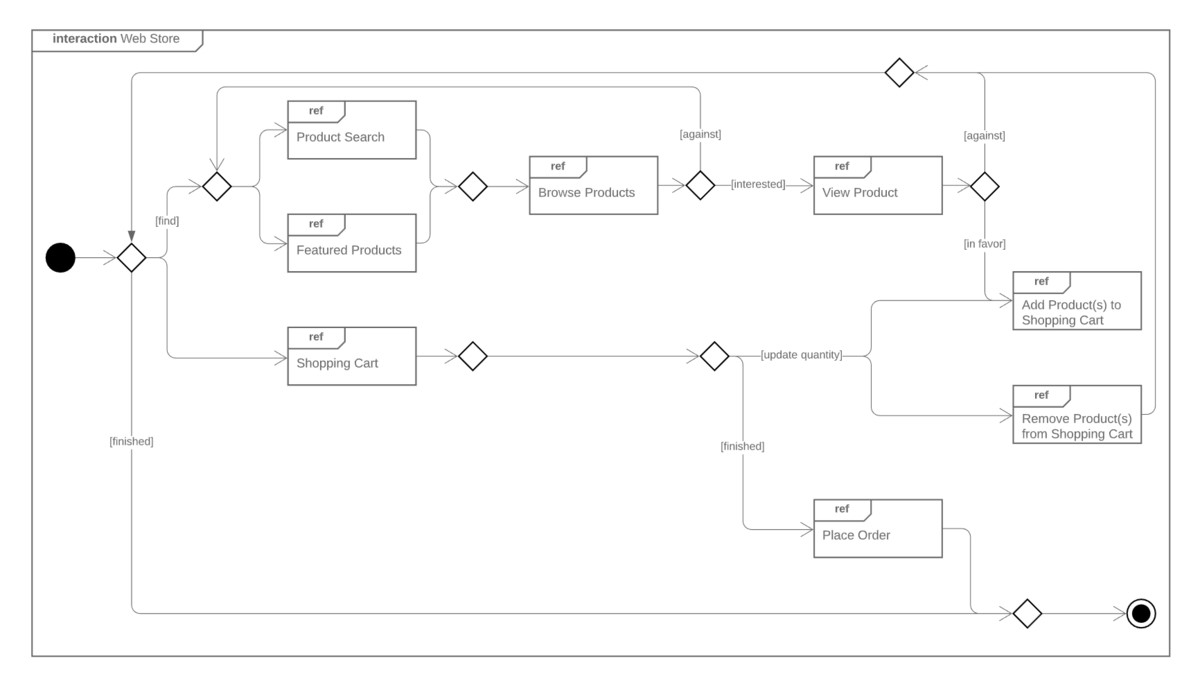 interaction Web Store
ref
Product Search
[against]
[against]
ref
Browse Products
[interested]
ref
View Product
[find]
ref
Featured Products
[in favor]
ref
Add Product(s) to
Shopping Cart
ref
Shopping Cart
[update quantity]
ref
Remove Product(s)
from Shopping Cart
[finished]
[finished]
ref
Place Order